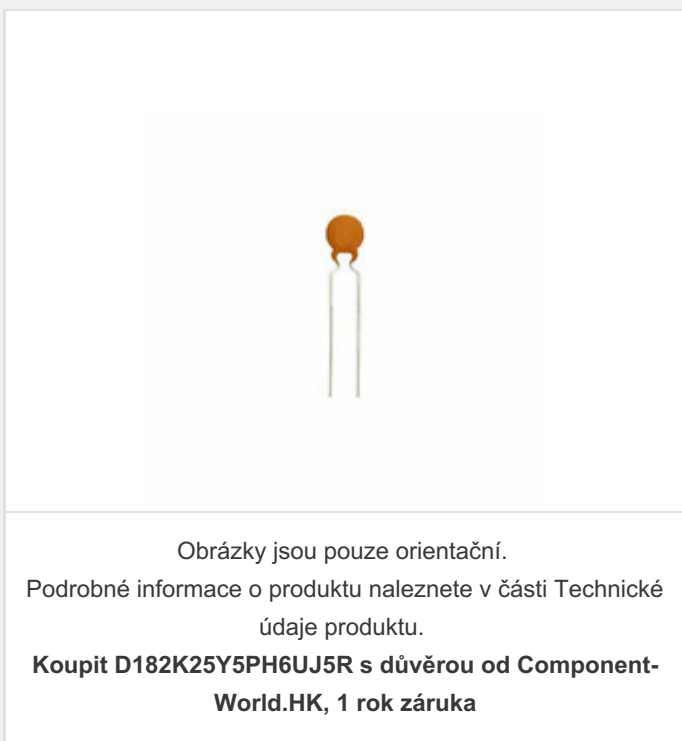 Obrázky jsou pouze orientační.
Podrobné informace o produktu naleznete v části Technické
údaje produktu.
Koupit D182K25Y5PH6UJ5R s důvěrou od Component-
World.HK, 1 rok záruka